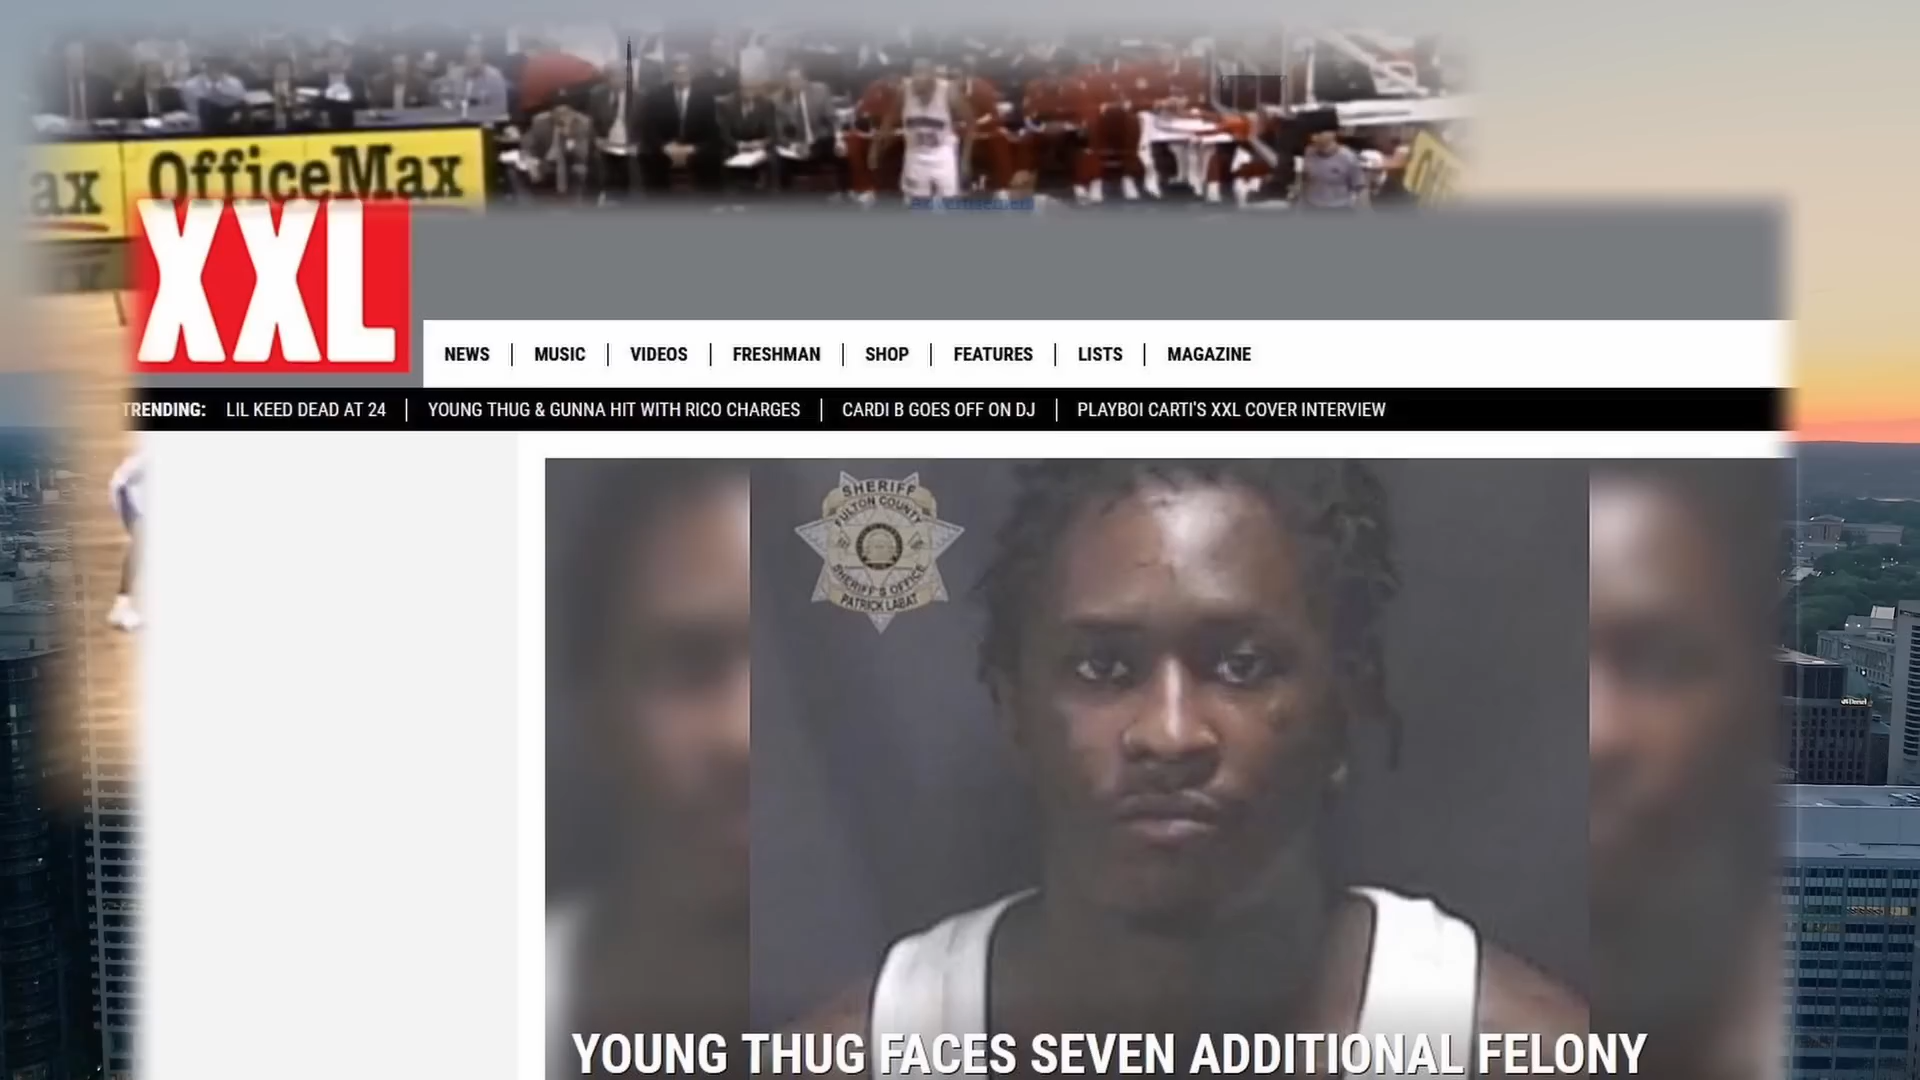 OfficeMax
ax
Advertisement
XXL
NEWS
MUSIC
VIDEOS
FRESHMAN
SHOP
FEATURES
LISTS
MAGAZINE
TRENDING:
LIL KEED DEAD AT 24
YOUNG THUG & GUNNA HIT WITH RICO CHARGES
CARDI B GOES OFF ON DJ
PLAYBOI CARTI'S XXL COVER INTERVIEW
SHERIFF
FULTON COUNTY
SHERIFF'S OFFICE
PATRICK LABAT
YOUNG THUG FACES SEVEN ADDITIONAL FELONY